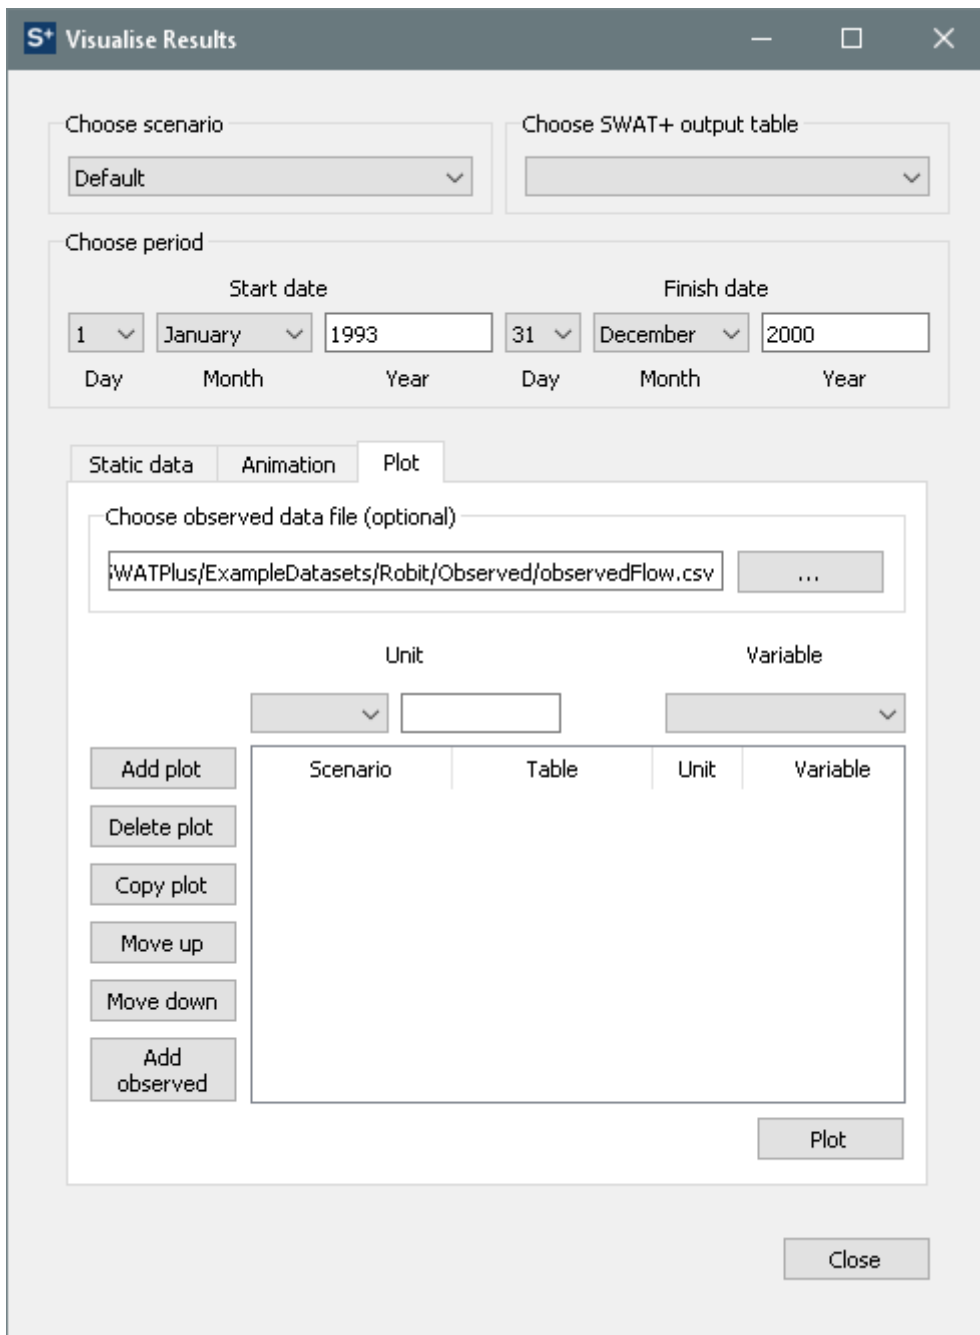 S+ Visualise Results
Choose scenario
Choose SWAT+ output table
Default
Choose period
Start date
Finish date
1 January 1993 31 December 2000
Day Month Year Day Month Year
Static data Animation Plot
Choose observed data file (optional)
SWATPlus/ExampleDatasets/Robit/Observed/observedFlow.csv ...
Unit Variable
Add plot
Scenario Table Unit Variable
Delete plot
Copy plot
Move up
Move down
Add
observed
Plot
Close